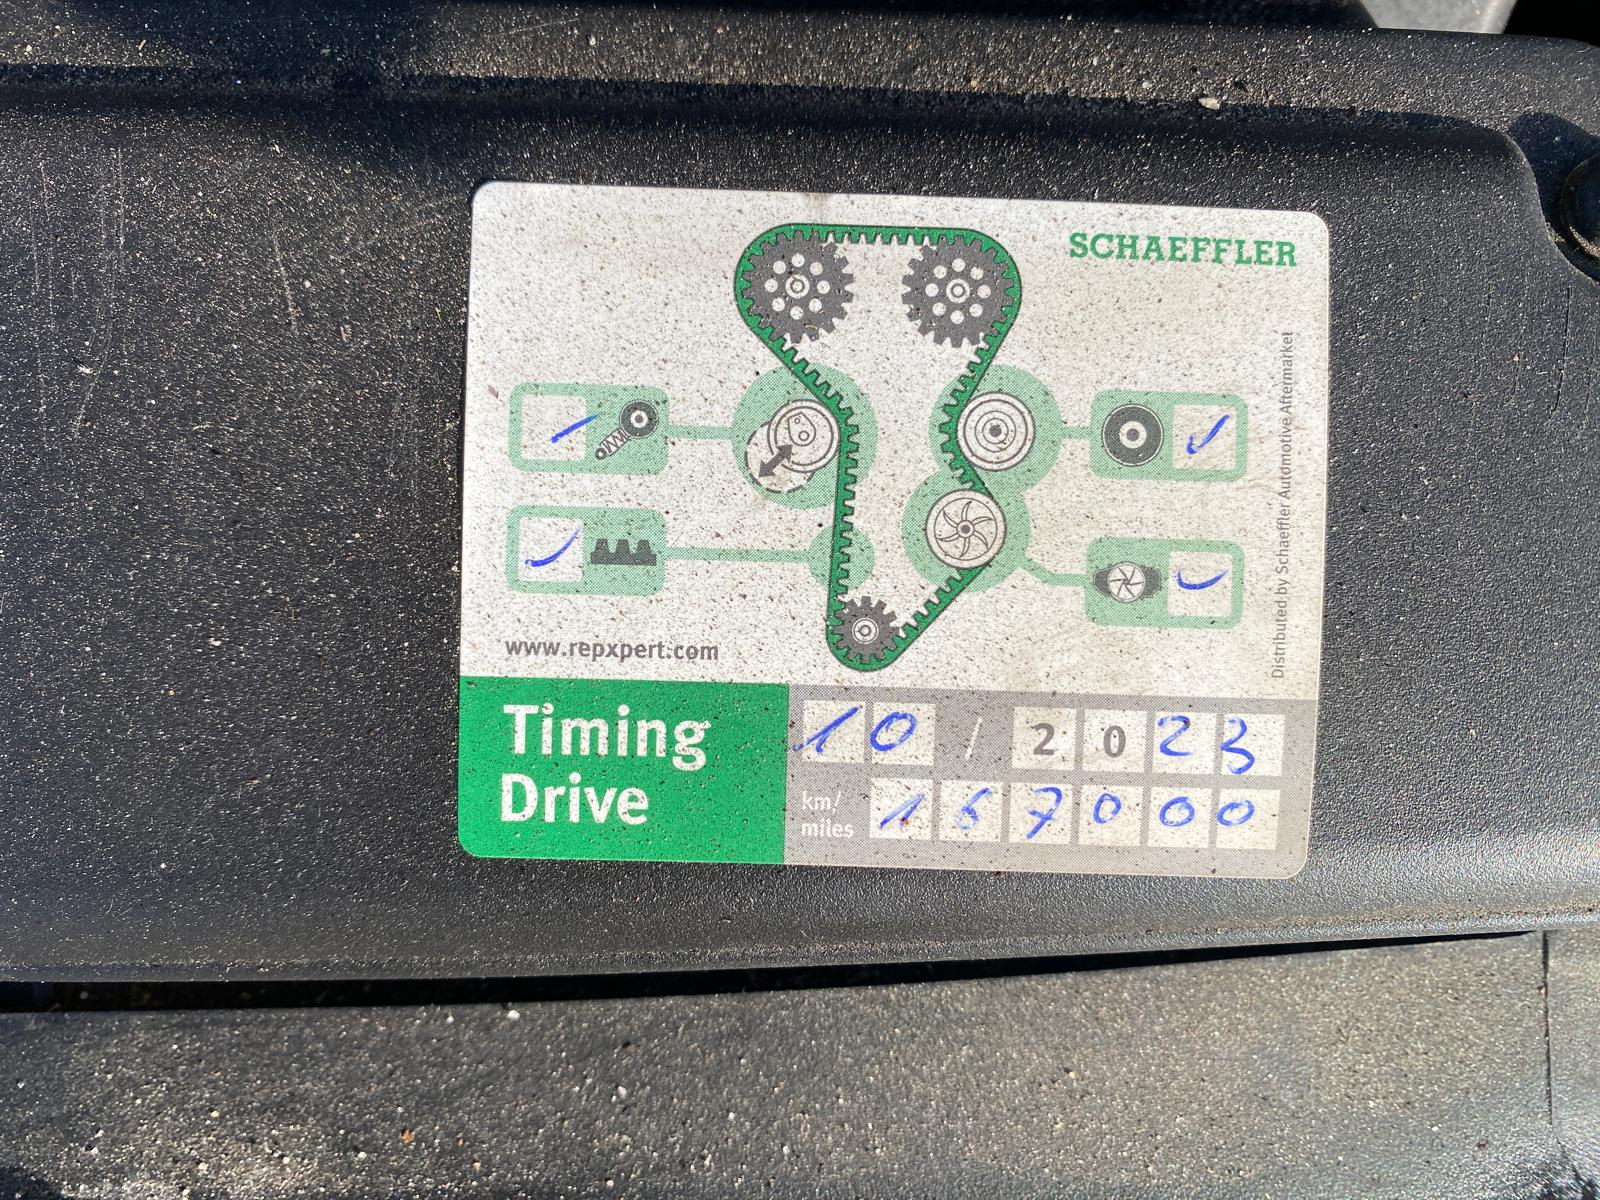 SCHAEFFLER
Distributed by Schaeffler Automotive Aftermarket
www.repxpert.com
Timing
Drive
10 / 2023
km/
miles
167000